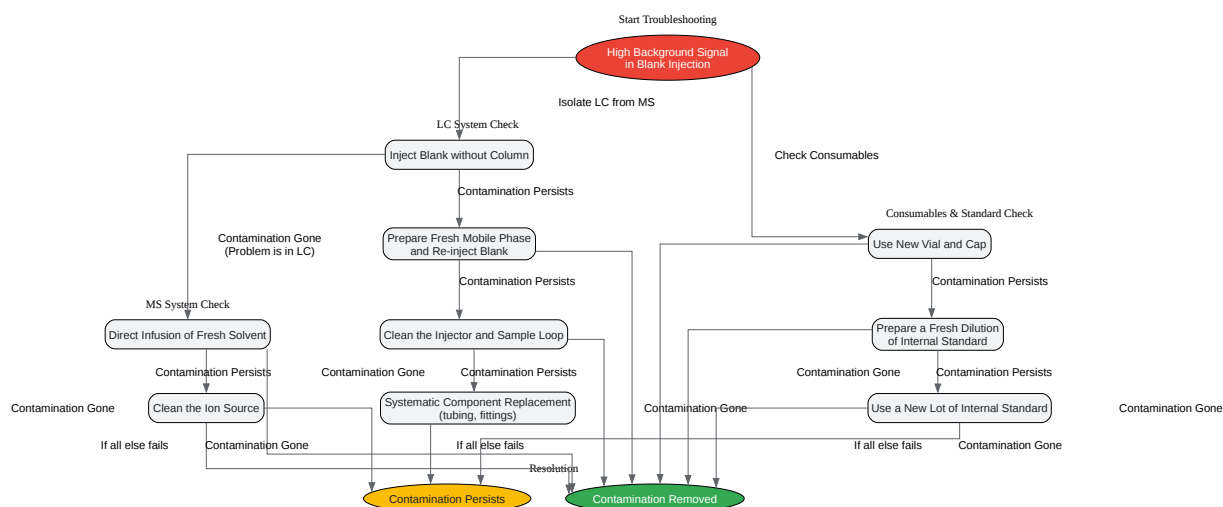 Start Troubleshooting
High Background Signal
in Blank Injection
Isolate LC from MS
LC System Check
Inject Blank without Column
Check Consumables
Contamination Persists
Consumables & Standard Check
Contamination Gone
(Problem is in LC)
Prepare Fresh Mobile Phase
and Re-inject Blank
Use New Vial and Cap
Contamination Persists
Contamination Persists
MS System Check
Direct Infusion of Fresh Solvent
Clean the Injector and Sample Loop
Prepare a Fresh Dilution
of Internal Standard
Contamination Persists
Contamination Gone
Contamination Persists
Contamination Gone
Contamination Persists
Contamination Gone
Clean the Ion Source
Systematic Component Replacement
(tubing, fittings)
Contamination Gone
Use a New Lot of Internal Standard
Contamination Gone
If all else fails
Contamination Gone
If all else fails
If all else fails
Contamination Gone
Resolution
Contamination Persists
Contamination Removed